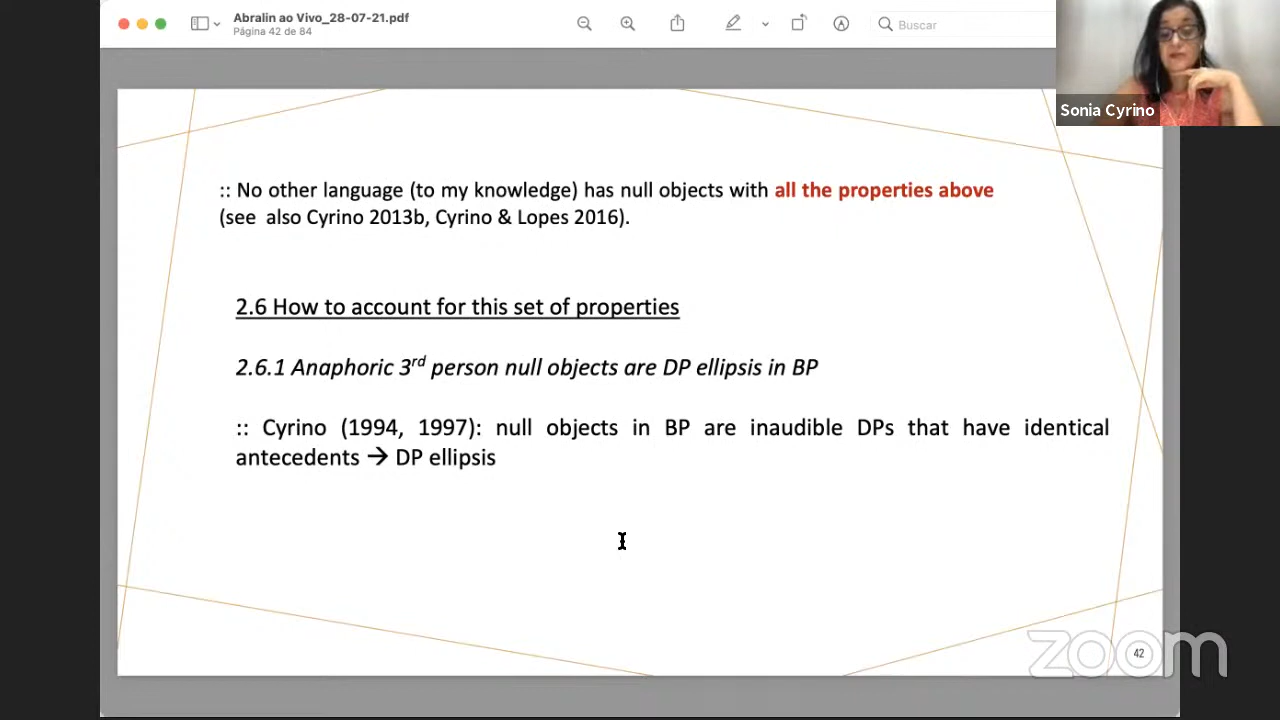 Abralin ao Vivo_28-07-21.pdf
Página 42 de 84
Buscar
Sonia Cyrino
:: No other language (to my knowledge) has null objects with all the properties above
(see also Cyrino 2013b, Cyrino & Lopes 2016).
2.6 How to account for this set of properties
2.6.1 Anaphoric 3rd person null objects are DP ellipsis in BP
:: Cyrino (1994, 1997): null objects in BP are inaudible DPs that have identical
antecedents → DP ellipsis
zoom
42